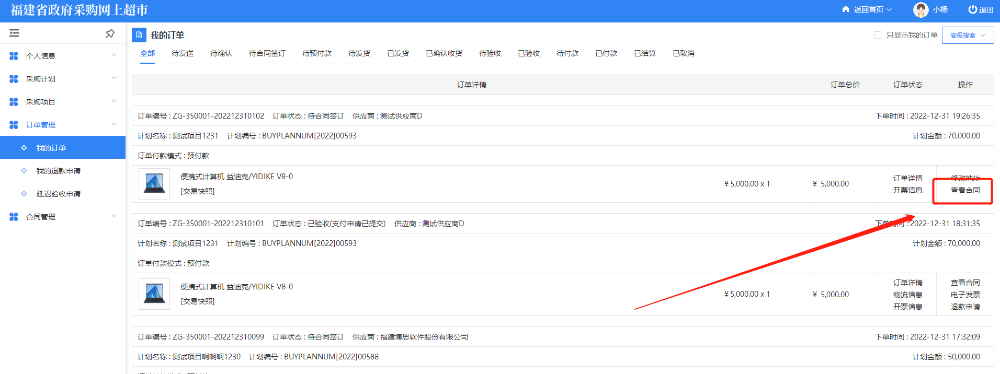 福建省政府采购网上超市
返回首页
小杨
退出
个人信息
采购计划
采购项目
订单管理
我的订单
我的退款申请
延迟验收申请
合同管理
我的订单
只显示我的订单
高级搜索
全部 待发送 待确认 待合同签订 待预付款 待发货 已发货 已确认收货 待验收 已验收 待付款 已付款 已结算 已取消
订单详情 订单总价 订单状态 操作
订单编号 : ZG-350001-202212310102 订单状态 : 待合同签订 供应商 : 测试供应商D 下单时间 : 2022-12-31 19:26:35
计划名称 : 测试项目1231 计划编号 : BUYPLANNUM[2022]00593 计划金额 : 70,000.00
订单付款模式 : 预付款
便携式计算机 益迪克/YIDIKE V8-0
[交易快照]
¥ 5,000.00 x 1
¥ 5,000.00
订单详情
开票信息
修改地址
查看合同
订单编号 : ZG-350001-202212310101 订单状态 : 已验收(支付申请已提交) 供应商 : 测试供应商D 下单时间 : 2022-12-31 18:31:35
计划名称 : 测试项目1231 计划编号 : BUYPLANNUM[2022]00593 计划金额 : 70,000.00
订单付款模式 : 预付款
便携式计算机 益迪克/YIDIKE V8-0
[交易快照]
¥ 5,000.00 x 1
¥ 5,000.00
订单详情
物流信息
开票信息
查看合同
电子发票
退款申请
订单编号 : ZG-350001-202212310099 订单状态 : 待合同签订 供应商 : 福建博思软件股份有限公司 下单时间 : 2022-12-31 17:32:09
计划名称 : 测试项目啊啊啊1230 计划编号 : BUYPLANNUM[2022]00588 计划金额 : 50,000.00